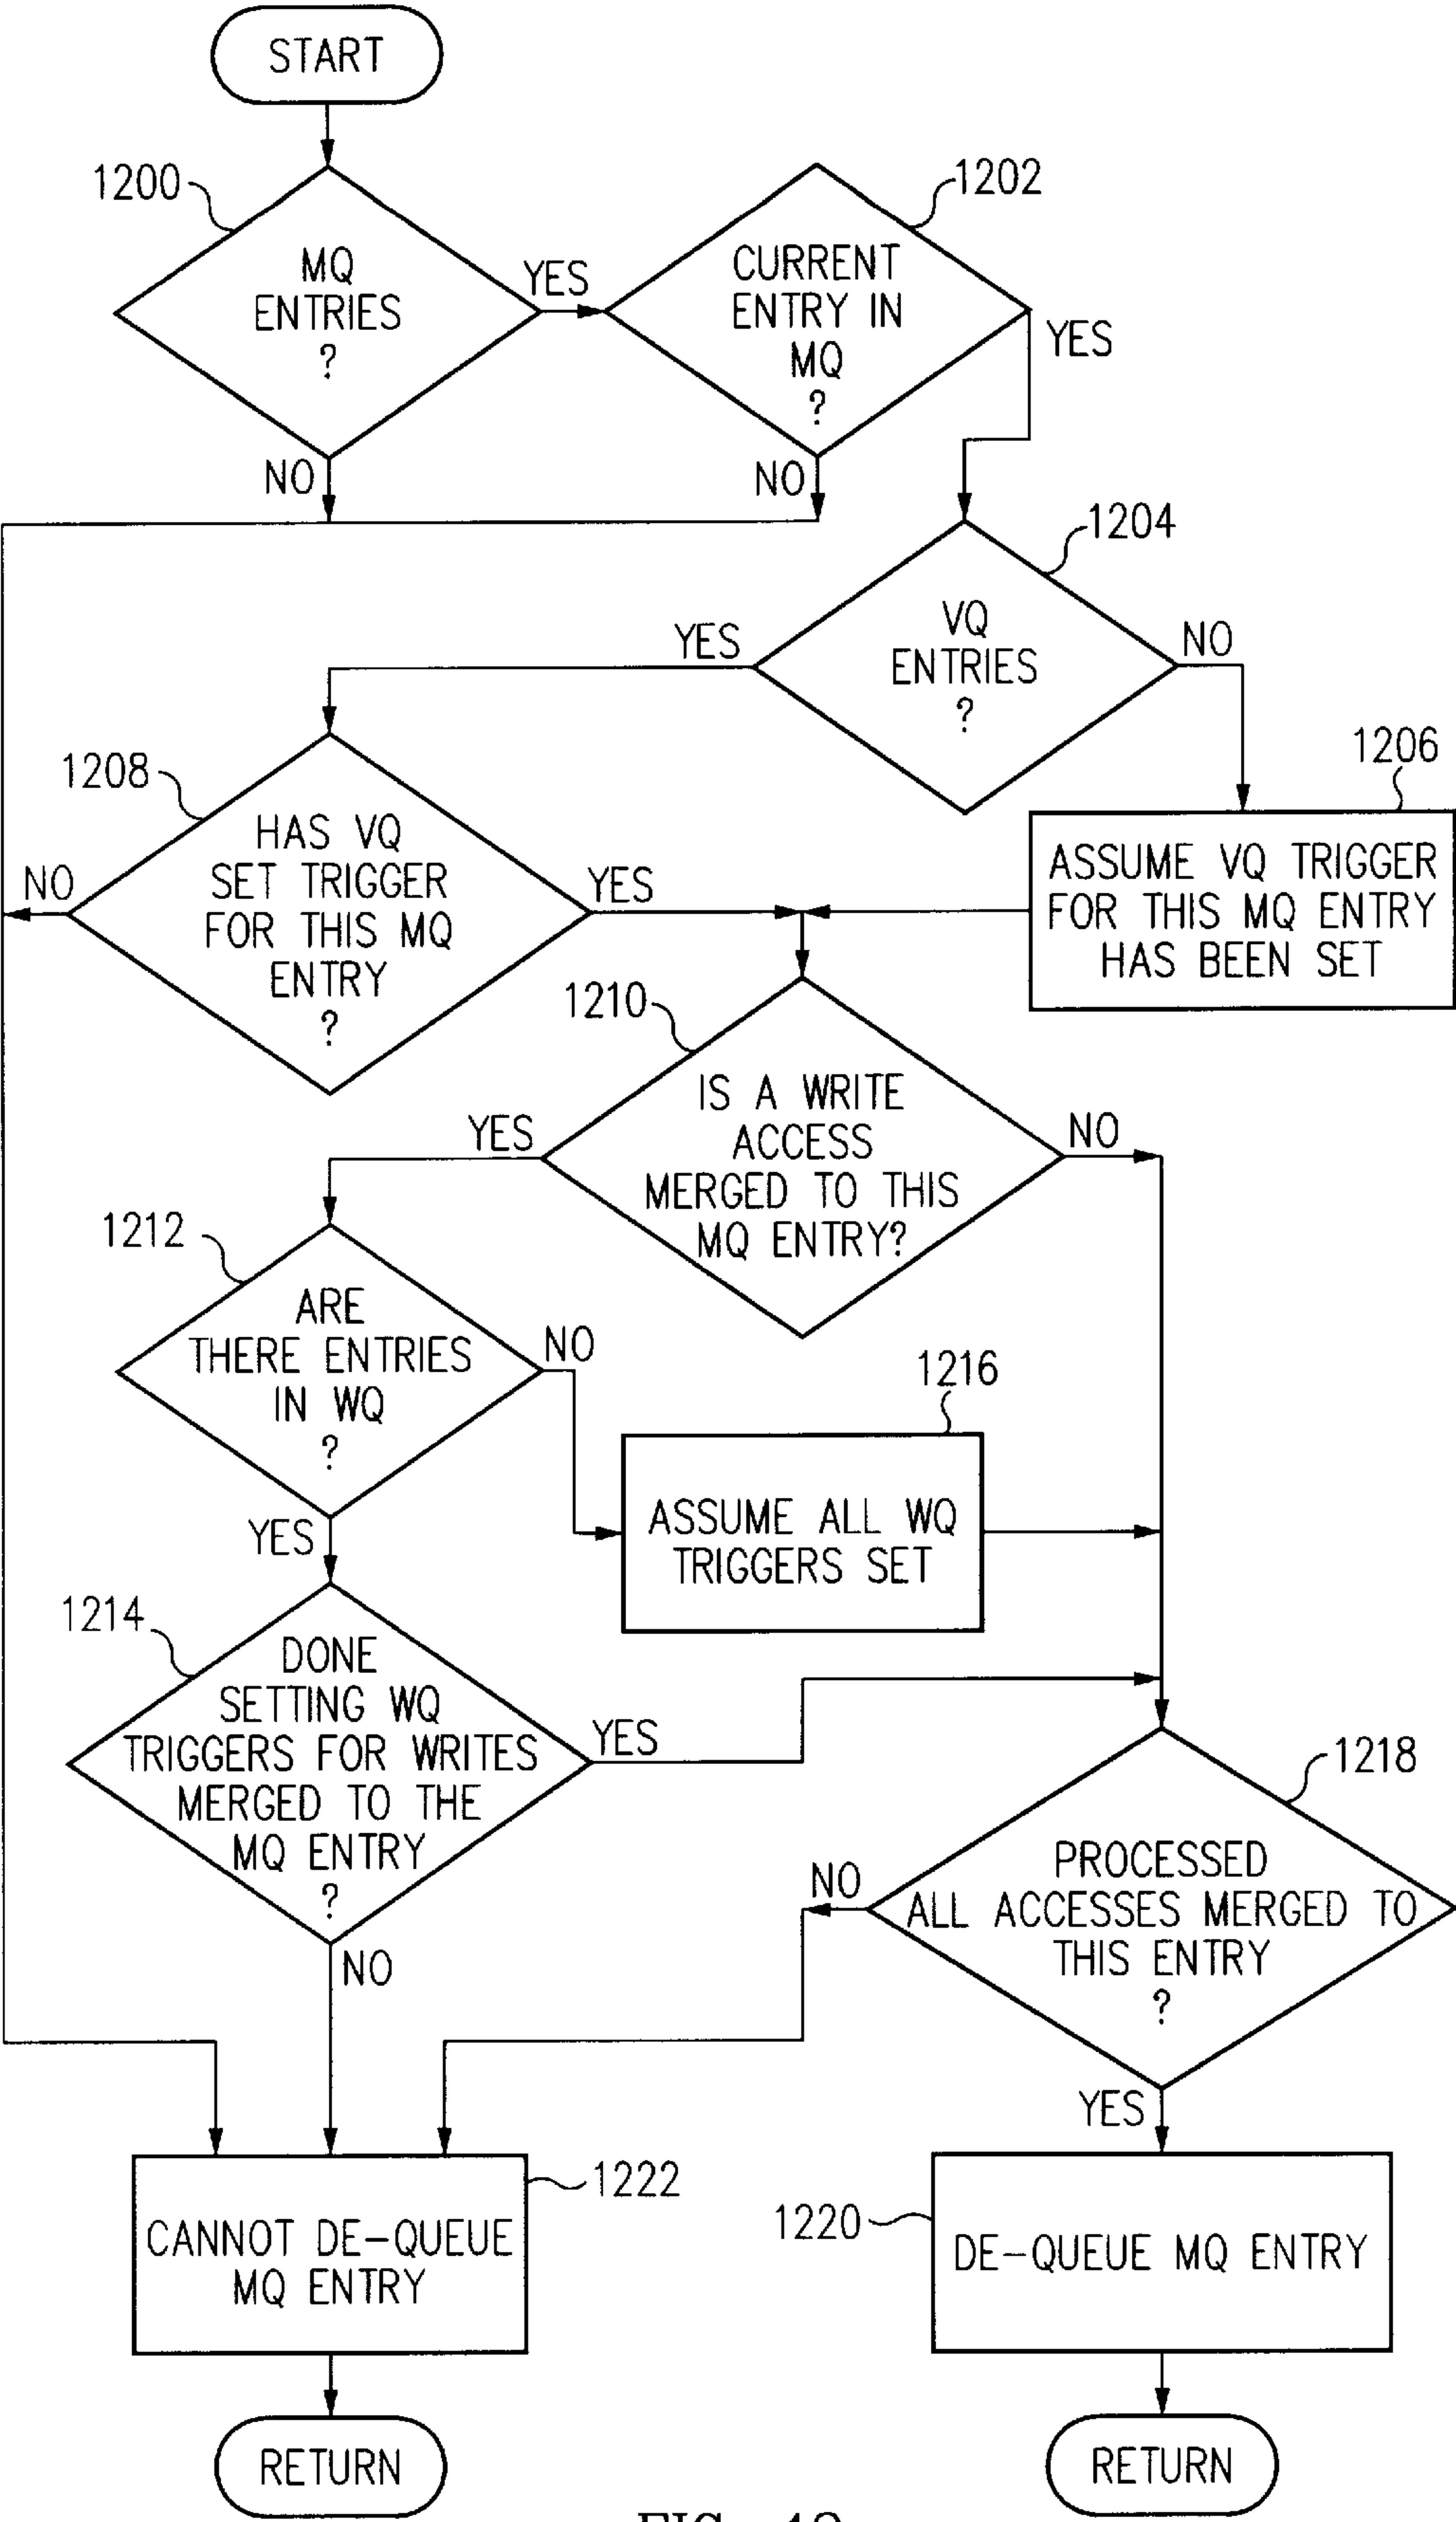 START
1200
MQ
ENTRIES
?
YES
NO
1202
CURRENT
ENTRY IN
MQ
?
YES
NO
1204
VQ
ENTRIES
?
YES
NO
1206
ASSUME VQ TRIGGER
FOR THIS MQ ENTRY
HAS BEEN SET
1208
HAS VQ
SET TRIGGER
FOR THIS MQ
ENTRY
?
NO
YES
1210
IS A WRITE
ACCESS
MERGED TO THIS
MQ ENTRY?
YES
NO
1212
ARE
THERE ENTRIES
IN WQ
?
NO
YES
1216
ASSUME ALL WQ
TRIGGERS SET
1214
DONE
SETTING WQ
TRIGGERS FOR WRITES
MERGED TO THE
MQ ENTRY
?
YES
NO
1218
PROCESSED
ALL ACCESSES MERGED TO
THIS ENTRY
?
NO
YES
1222
CANNOT DE-QUEUE
MQ ENTRY
1220
DE-QUEUE MQ ENTRY
RETURN
RETURN